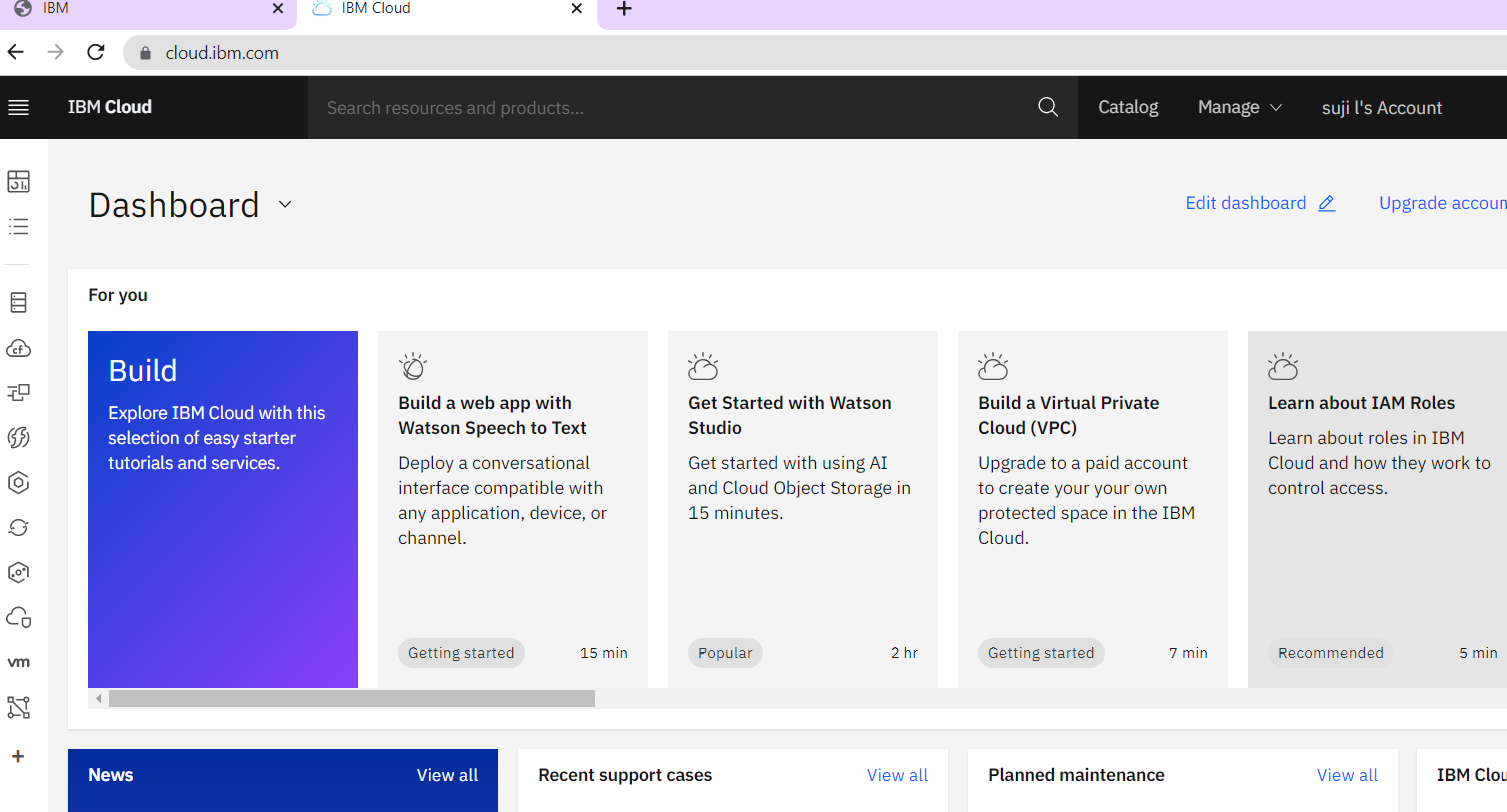 IBM
IBM Cloud
cloud.ibm.com
IBM Cloud
Search resources and products...
Catalog
Manage
suji l's Account
Dashboard
Edit dashboard
Upgrade accoun
For you
Build
Explore IBM Cloud with this
selection of easy starter
tutorials and services.
Build a web app with
Watson Speech to Text
Deploy a conversational
interface compatible with
any application, device, or
channel.
Getting started
15 min
Get Started with Watson
Studio
Get started with using AI
and Cloud Object Storage in
15 minutes.
Popular
2 hr
Build a Virtual Private
Cloud (VPC)
Upgrade to a paid account
to create your your own
protected space in the IBM
Cloud.
Getting started
7 min
Learn about IAM Roles
Learn about roles in IBM
Cloud and how they work to
control access.
Recommended
5 min
cf
vm
News
View all
Recent support cases
View all
Planned maintenance
View all
IBM Clou